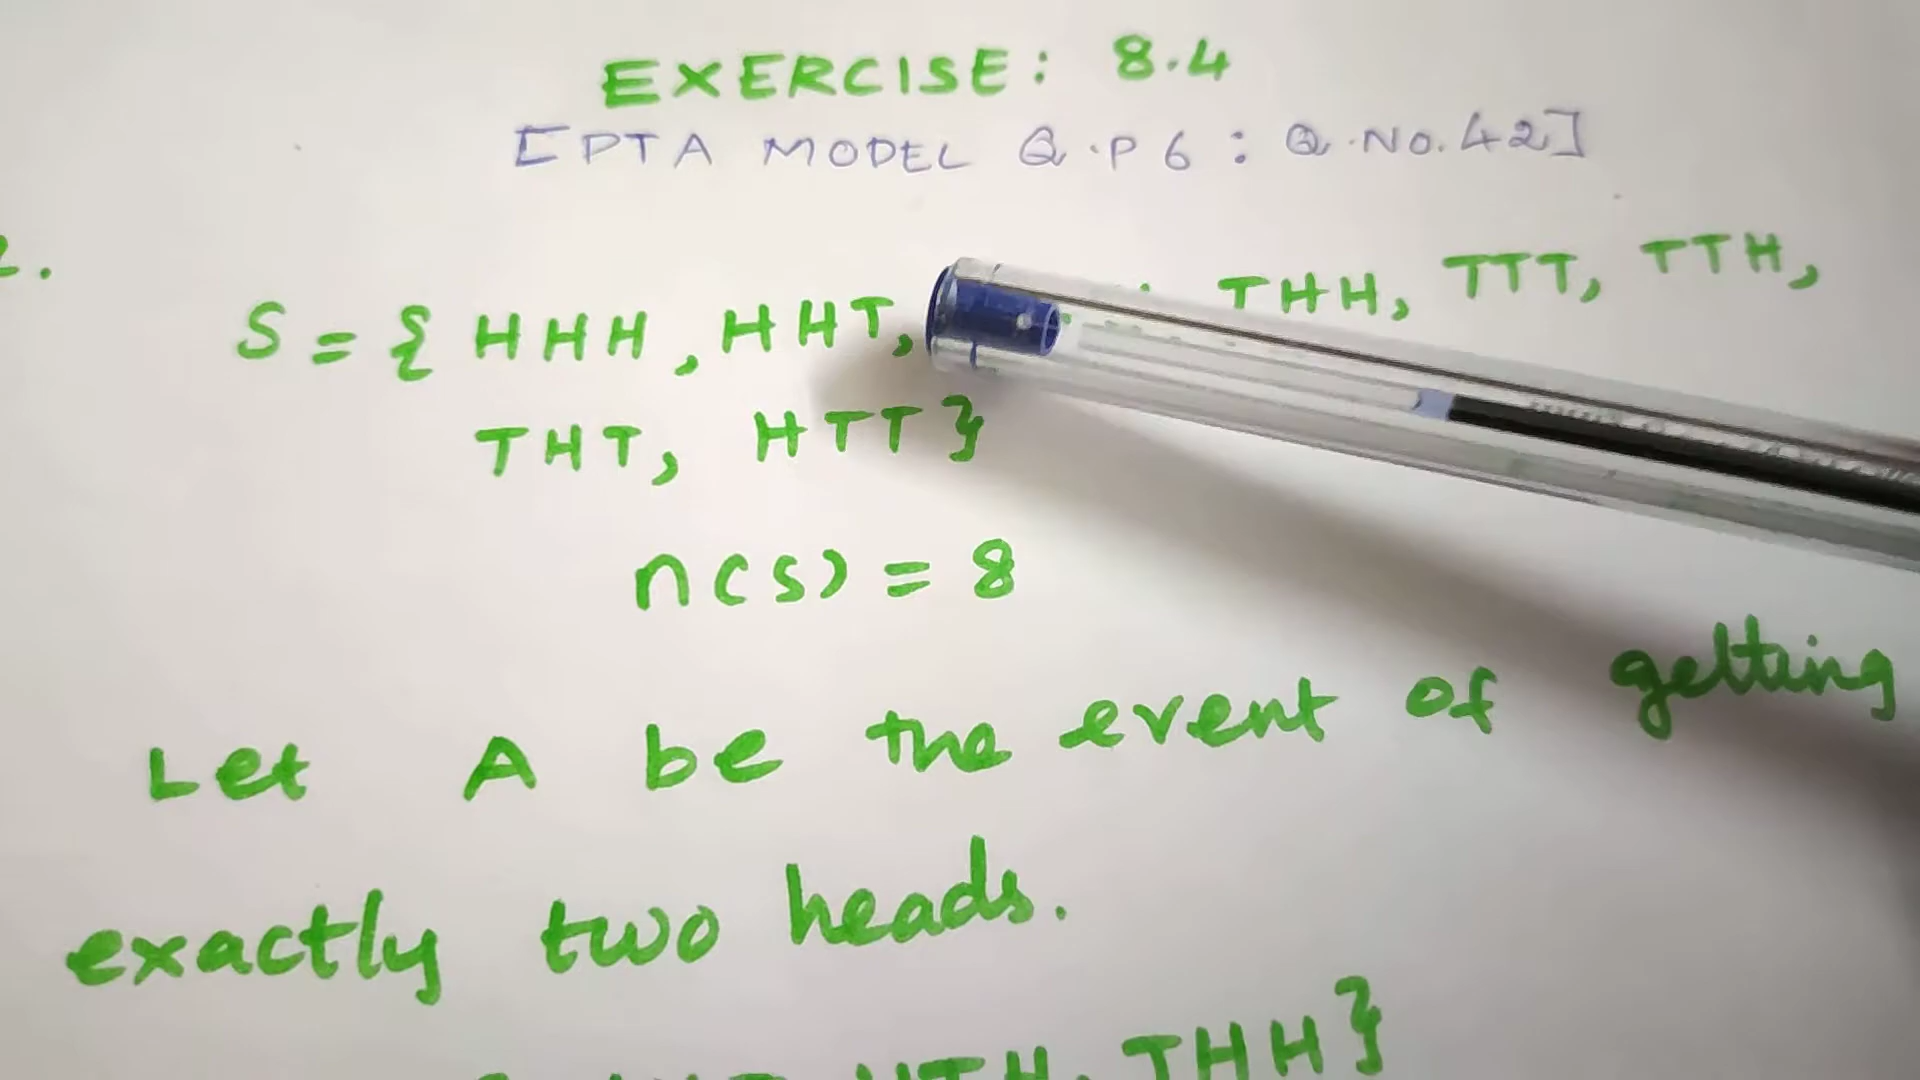 EXERCISE: 8.4
[PTA MODEL Q.P 6 : Q.NO.42]
S = { HHH, HHT, THH, TTT, TTH,
THT, HTT }
n(S) = 8
Let A be the event of getting
exactly two heads.
HTH, THH }